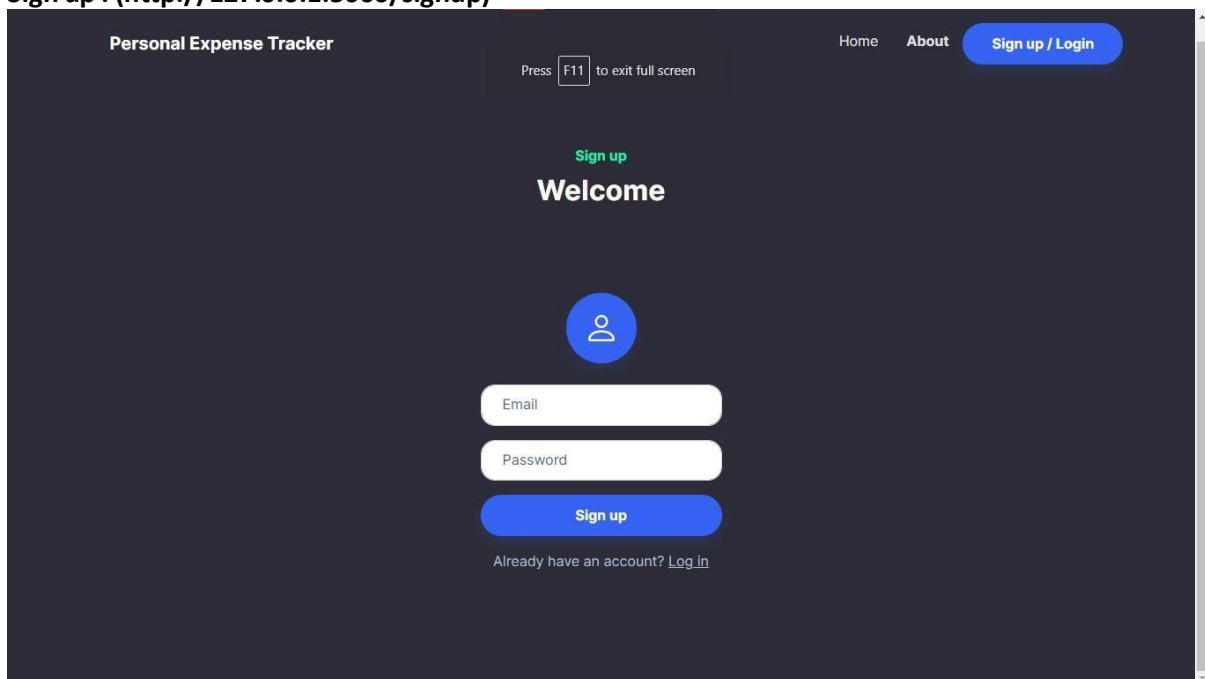 Personal Expense Tracker
Home About Sign up / Login
Press F11 to exit full screen
Sign up
Welcome
Email
Password
Sign up
Already have an account? Log in